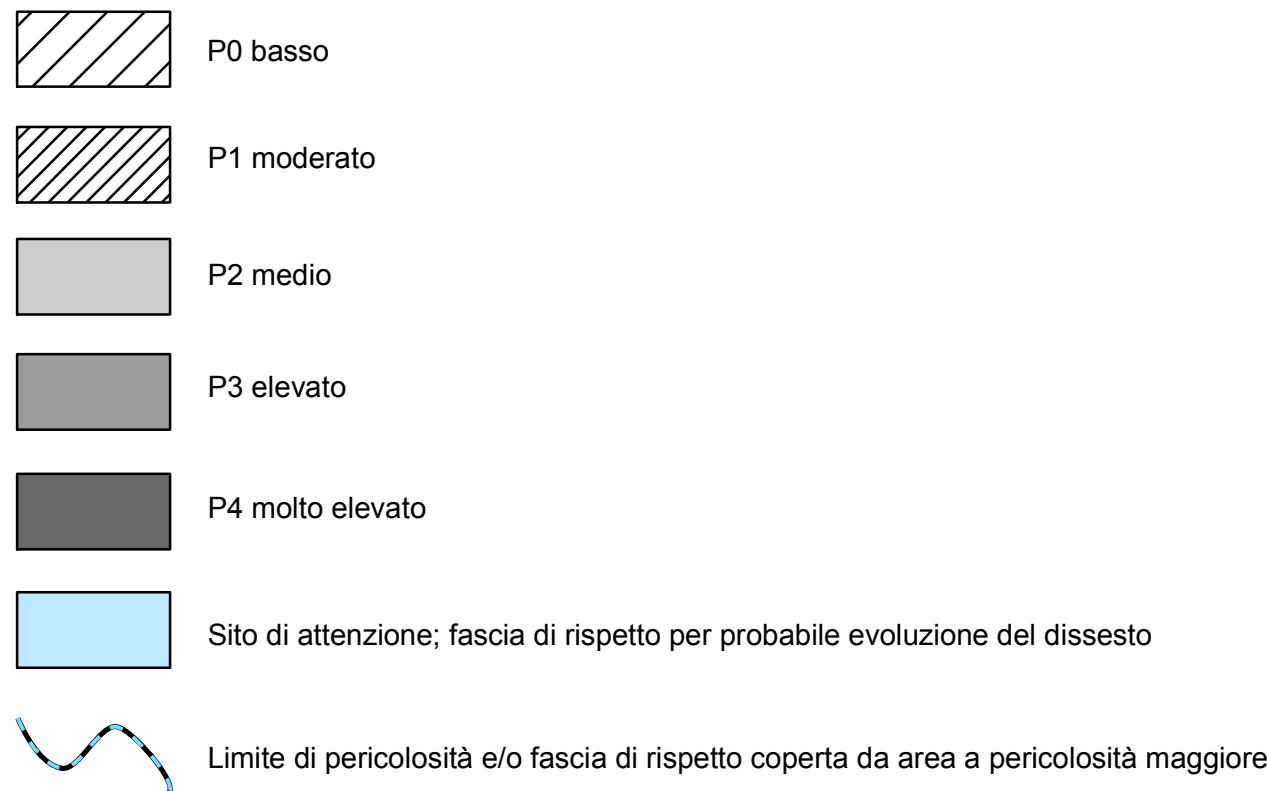 P0 basso
P1 moderato
P2 medio
P3 elevato
P4 molto elevato
Sito di attenzione; fascia di rispetto per probabile evoluzione del dissesto
Limite di pericolosità e/o fascia di rispetto coperta da area a pericolosità maggiore